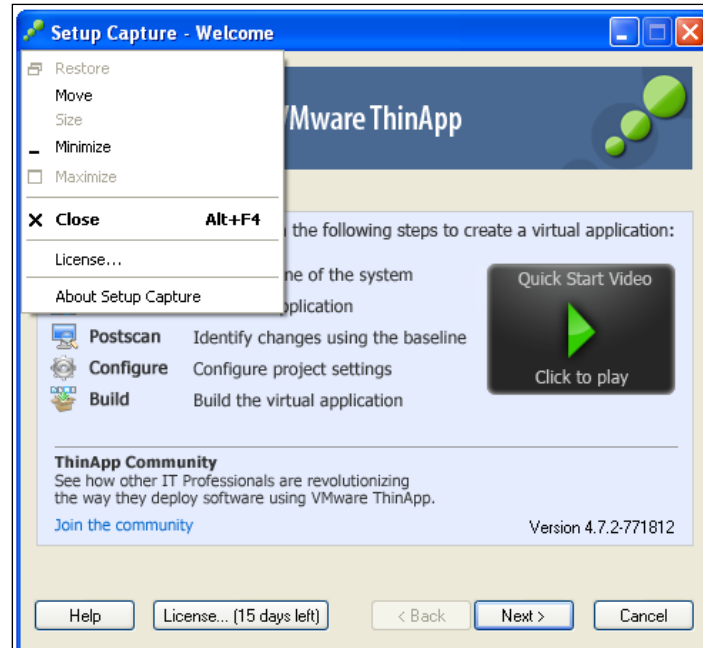 Setup Capture - Welcome
Restore
Move
Size
Minimize
Maximize
Close Alt+F4
License...
About Setup Capture
VMware ThinApp
the following steps to create a virtual application:
ne of the system
pplication
Postscan Identify changes using the baseline
Configure Configure project settings
Build Build the virtual application
Quick Start Video
Click to play
ThinApp Community
See how other IT Professionals are revolutionizing
the way they deploy software using VMware ThinApp.
Join the community
Version 4.7.2-771812
Help License... (15 days left) < Back Next > Cancel